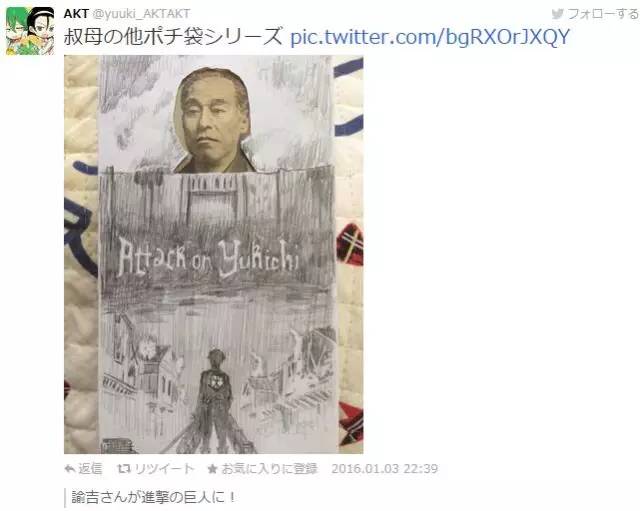 AKT @yuuki_AKTAKT
フォローする
叔母の他ポチ袋シリーズ pic.twitter.com/bgRXOrJXQY
Attack on Yukichi
返信 リツイート お気に入りに登録 2016.01.03 22:39
諭吉さんが進撃の巨人に！